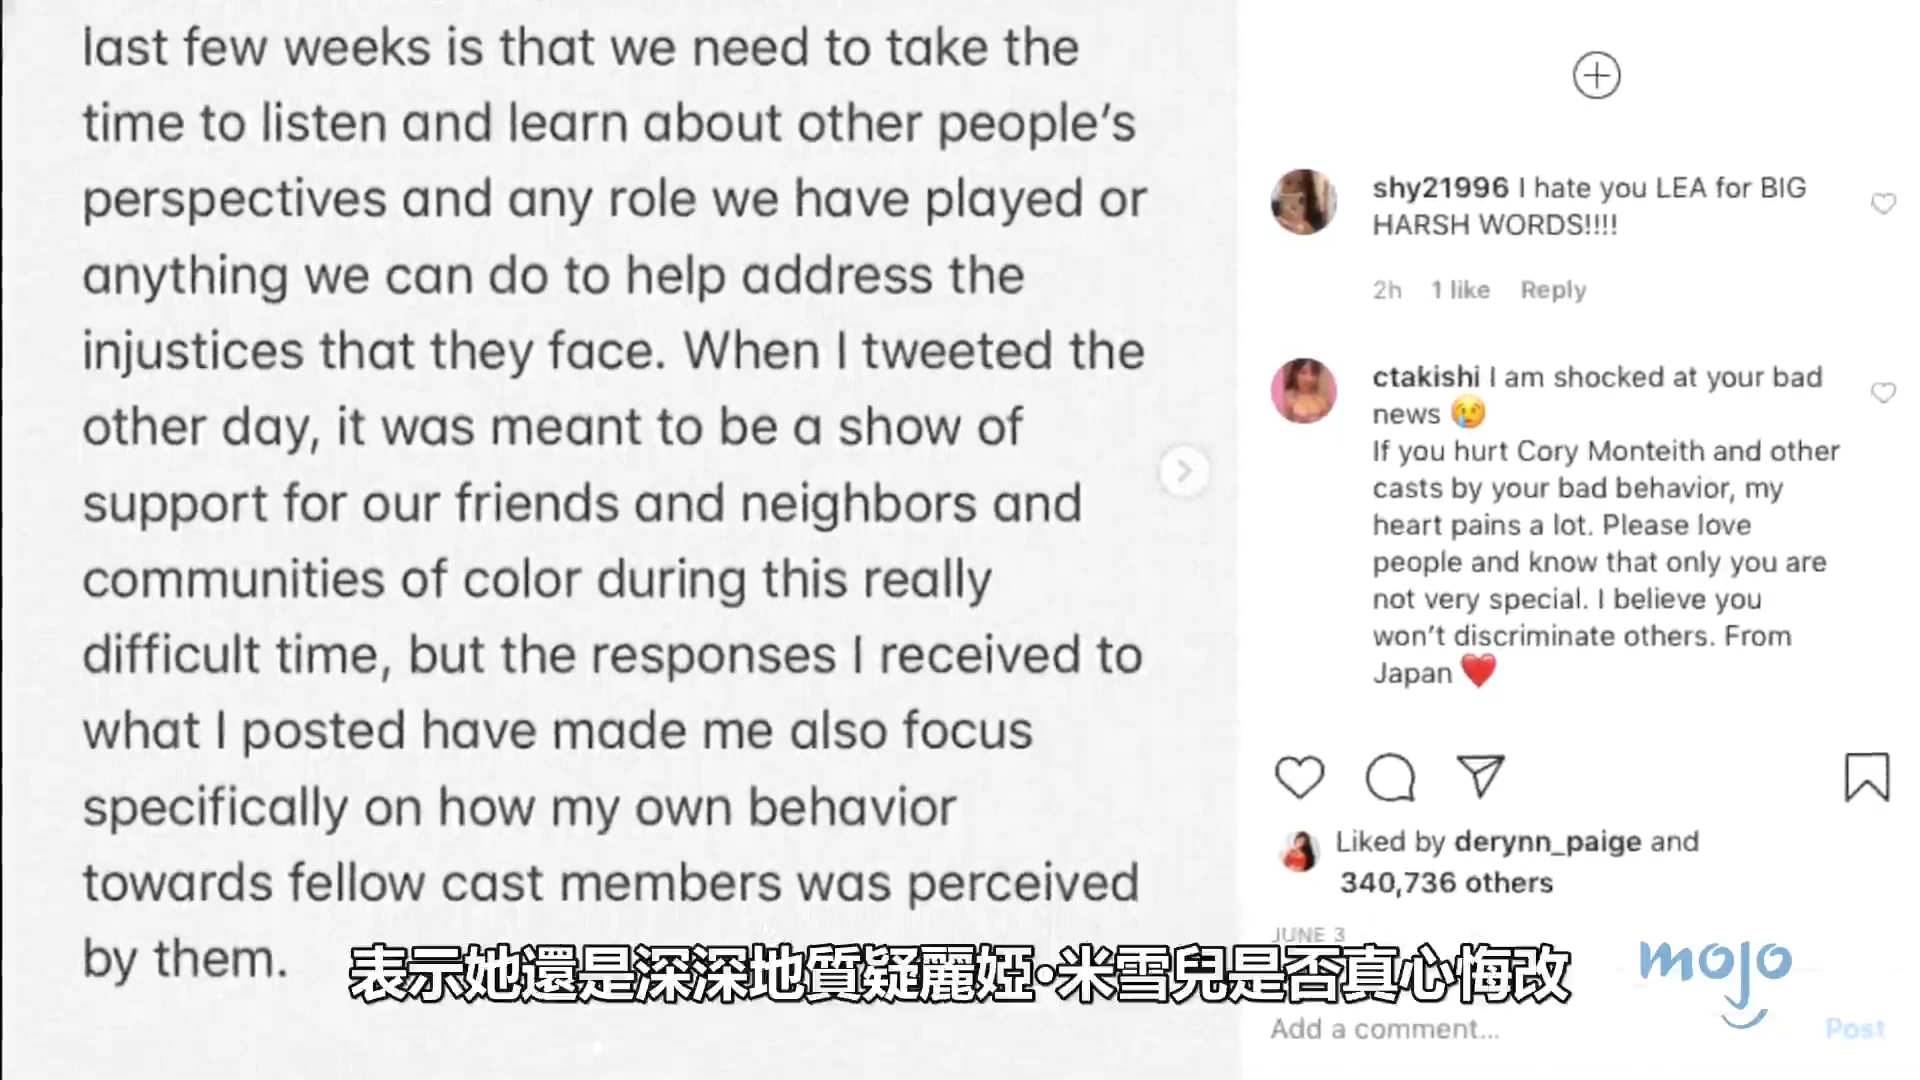 last few weeks is that we need to take the
time to listen and learn about other people's
perspectives and any role we have played or
anything we can do to help address the
injustices that they face. When I tweeted the
other day, it was meant to be a show of
support for our friends and neighbors and
communities of color during this really
difficult time, but the responses I received to
what I posted have made me also focus
specifically on how my own behavior
towards fellow cast members was perceived
by them.
shy21996 I hate you LEA for BIG
HARSH WORDS!!!!
2h 1 like Reply
ctakishi I am shocked at your bad
news 😢
If you hurt Cory Monteith and other
casts by your bad behavior, my
heart pains a lot. Please love
people and know that only you are
not very special. I believe you
won't discriminate others. From
Japan ❤️
Liked by derynn_paige and
340,736 others
JUNE 3
Add a comment...
Post
表示她還是深深地質疑麗婭·米雪兒是否真心悔改
mojo